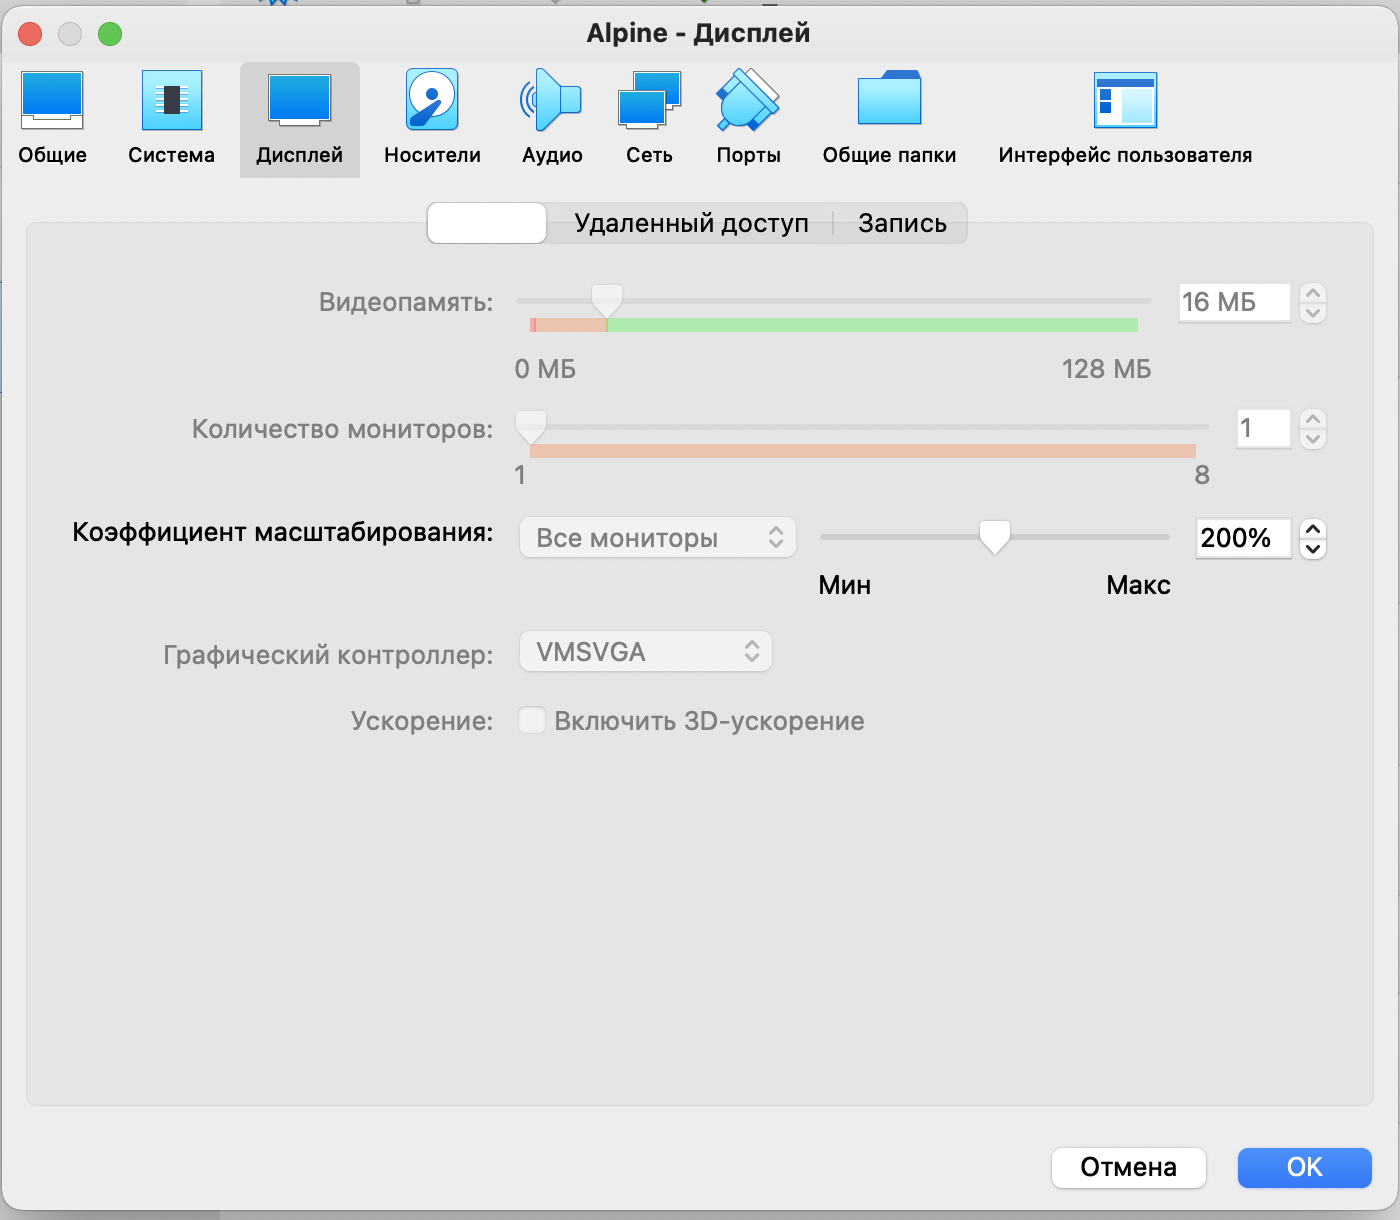 Alpine - Дисплей
Общие
Система
Дисплей
Носители
Аудио
Сеть
Порты
Общие папки
Интерфейс пользователя
Удаленный доступ
Запись
Видеопамять:
16 МБ
0 МБ
128 МБ
Количество мониторов:
1
1
8
Коэффициент масштабирования:
Все мониторы
200%
Мин
Макс
Графический контроллер:
VMSVGA
Ускорение:
Включить 3D-ускорение
Отмена
OK